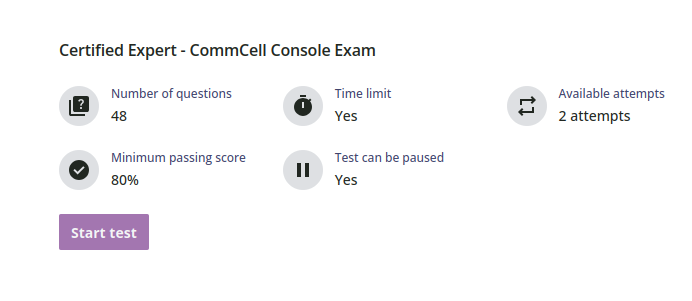 Certified Expert - CommCell Console Exam
Number of questions
48
Time limit
Yes
Available attempts
2 attempts
Minimum passing score
80%
Test can be paused
Yes
Start test